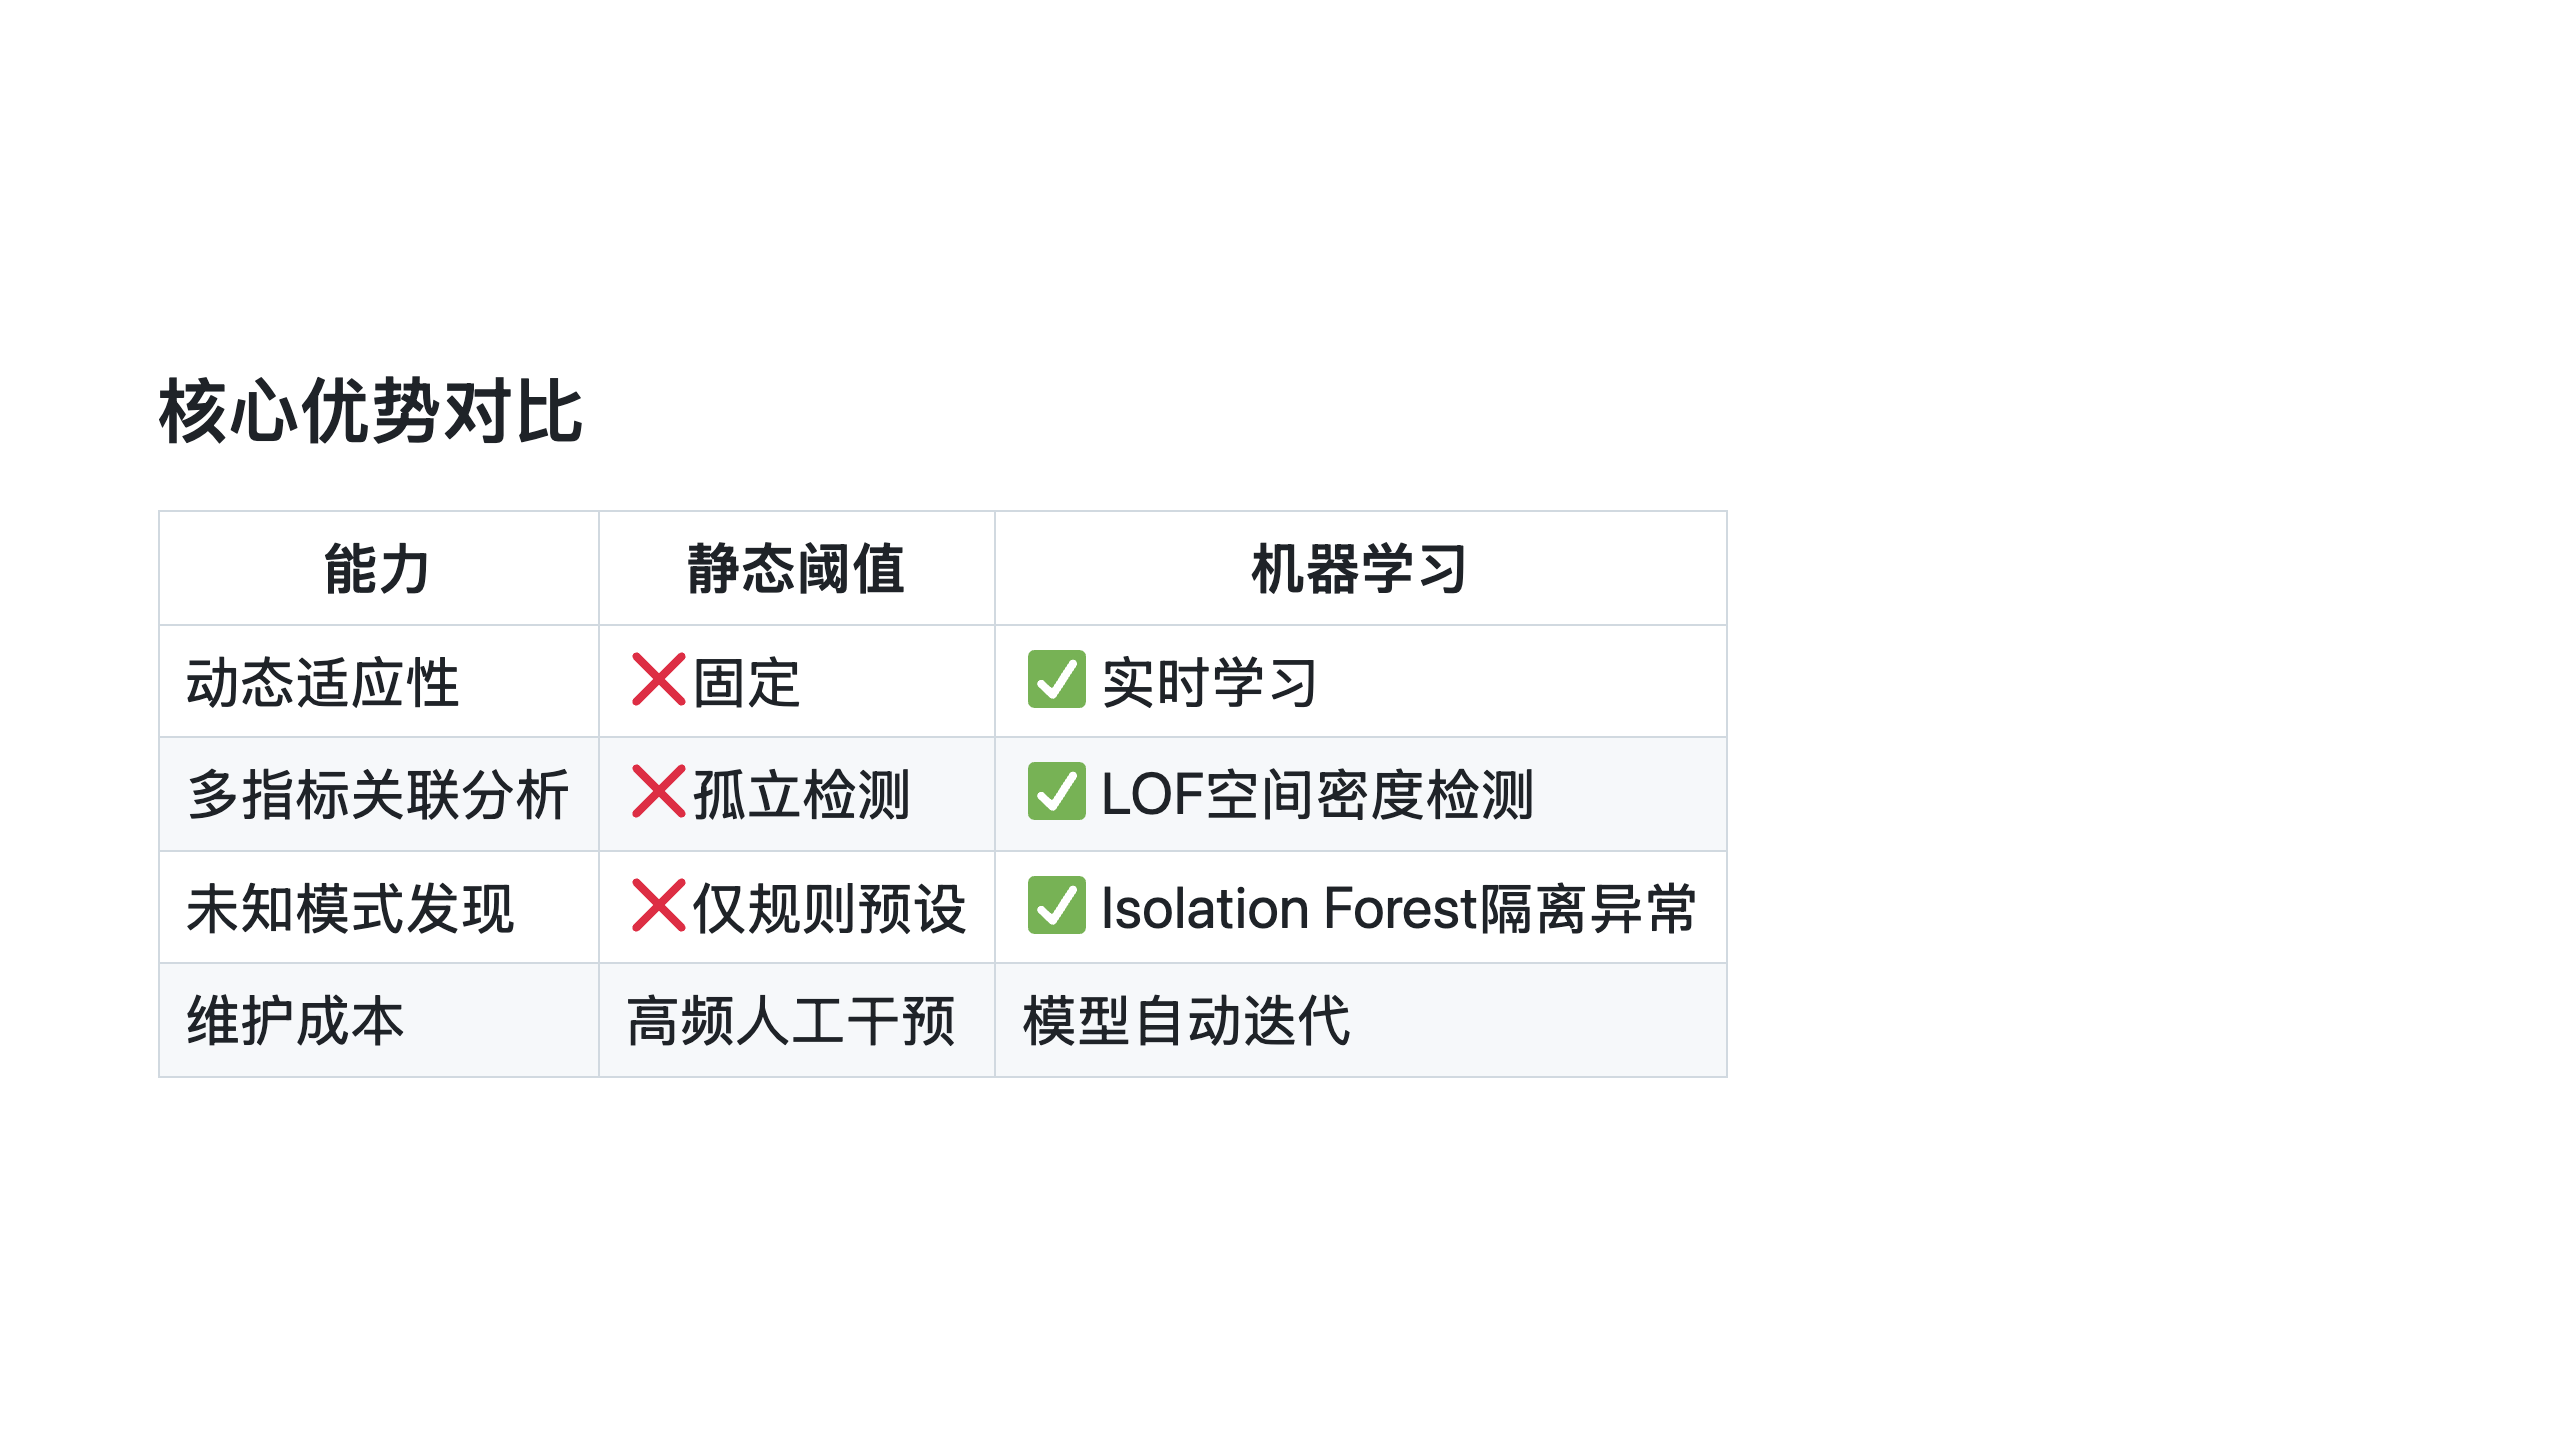 核心优势对比
能力 静态阈值 机器学习
动态适应性 ❌固定 ✅ 实时学习
多指标关联分析 ❌孤立检测 ✅ LOF空间密度检测
未知模式发现 ❌仅规则预设 ✅ Isolation Forest隔离异常
维护成本 高频人工干预 模型自动迭代